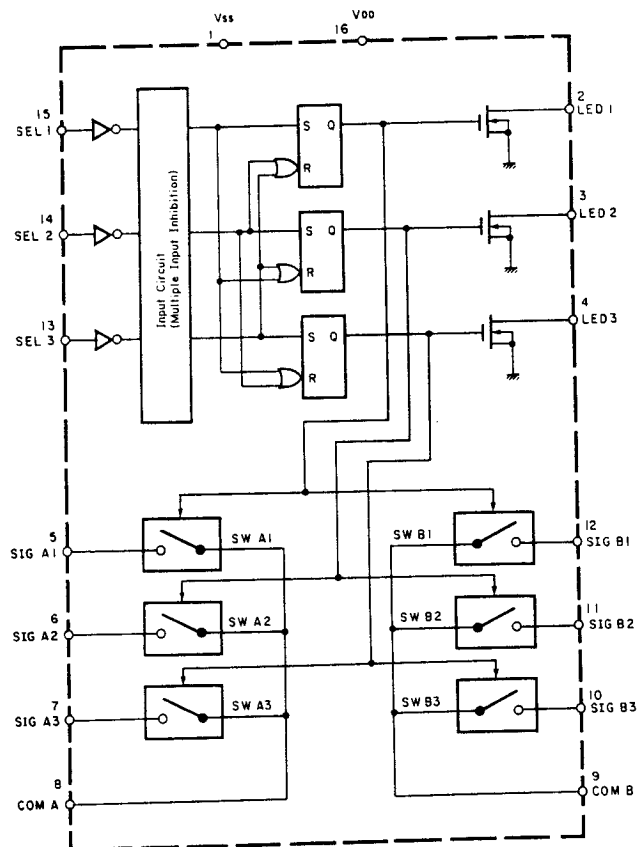 Vss
1
16
VDD
15
SEL 1
14
SEL 2
13
SEL 3
Input Circuit
(Multiple Input Inhibition)
S Q
R
S Q
R
S Q
R
2
LED 1
3
LED 2
4
LED 3
5
SIG A1
SW A1
SW B1
12
SIG B1
6
SIG A2
SW A2
SW B2
11
SIG B2
7
SIG A3
SW A3
SW B3
10
SIG B3
8
COM A
9
COM B